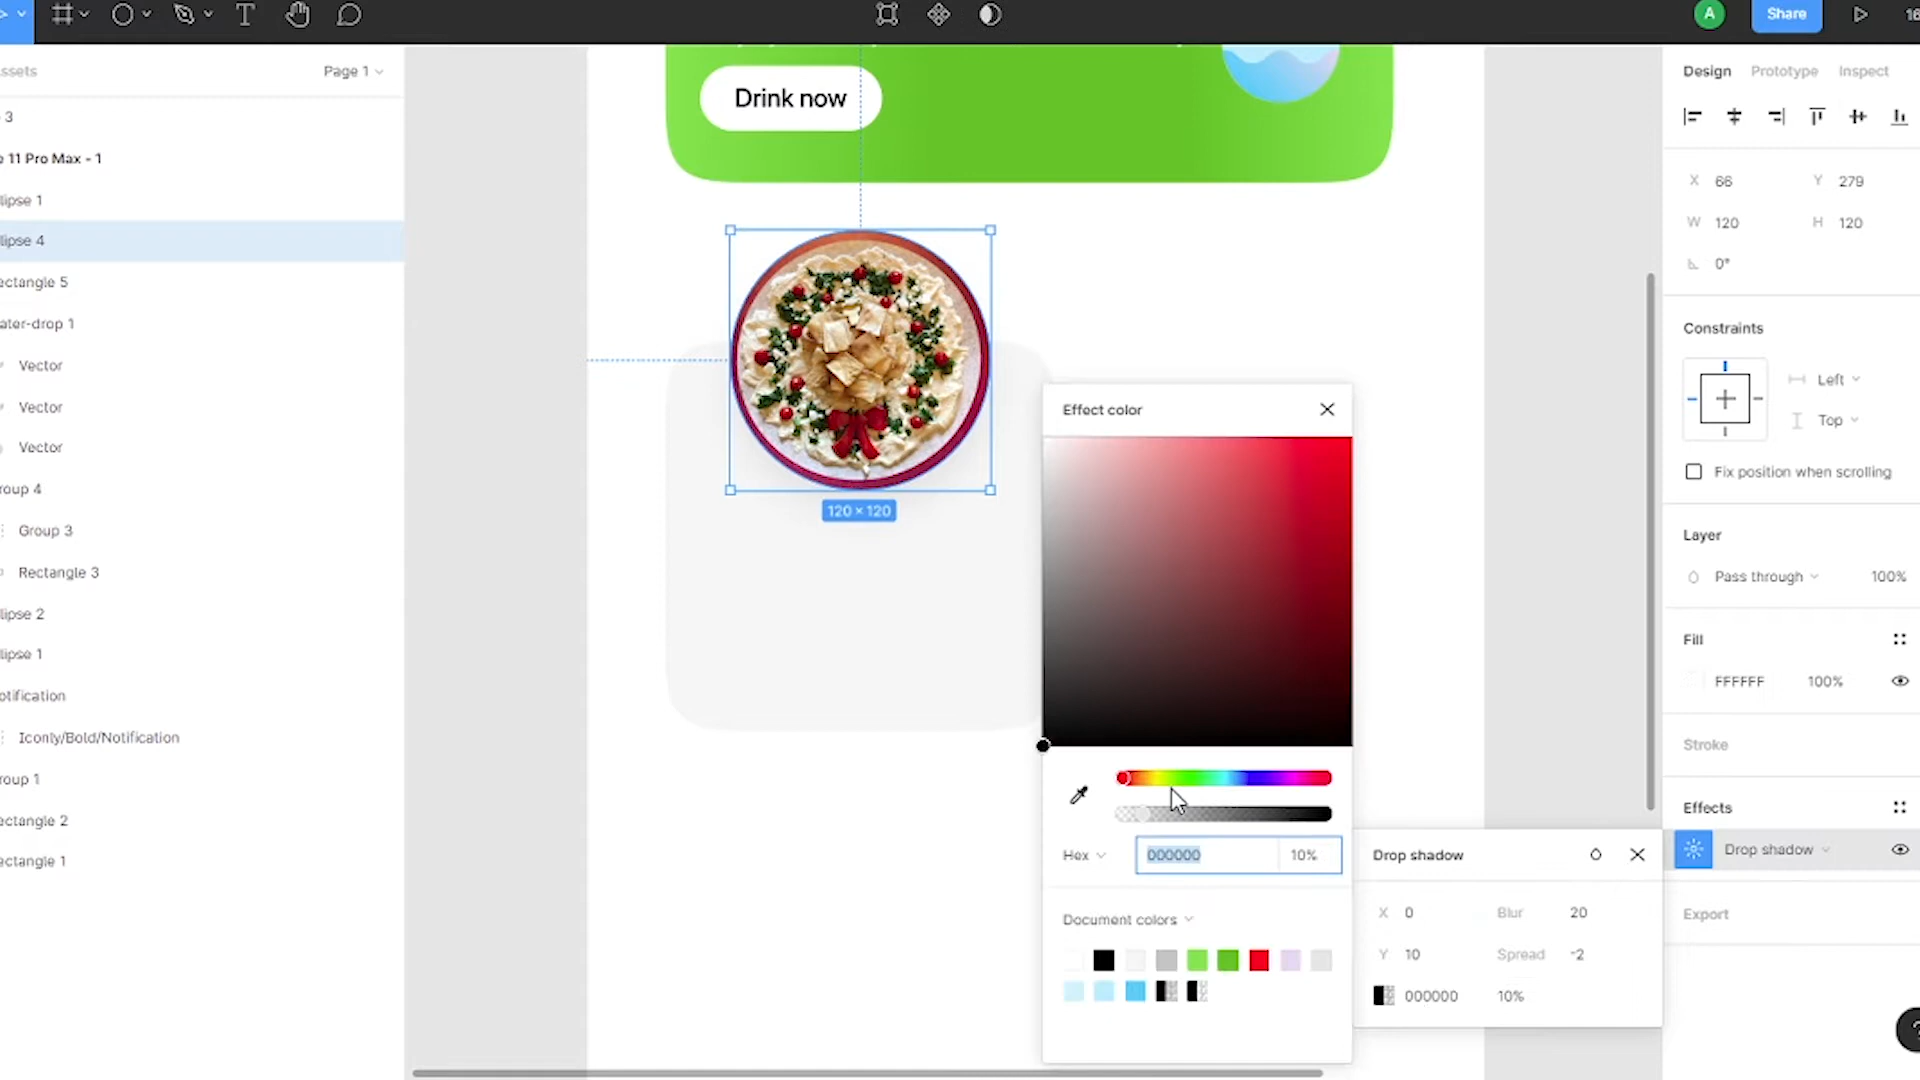 T
A
Share
16
ssets
Page 1
3
e 11 Pro Max - 1
lipse 1
lipse 4
ectangle 5
ater-drop 1
Vector
Vector
Vector
roup 4
Group 3
Rectangle 3
lipse 2
lipse 1
otification
Iconly/Bold/Notification
roup 1
ectangle 2
ectangle 1
Drink now
120 × 120
Effect color
Hex
000000
10%
Document colors
Drop shadow
X 0
Blur 20
Y 10
Spread -2
000000 10%
Design Prototype Inspect
X 66 Y 279
W 120 H 120
0°
Constraints
Left
Top
Fix position when scrolling
Layer
Pass through 100%
Fill
FFFFFF 100%
Stroke
Effects
Drop shadow
Export
?